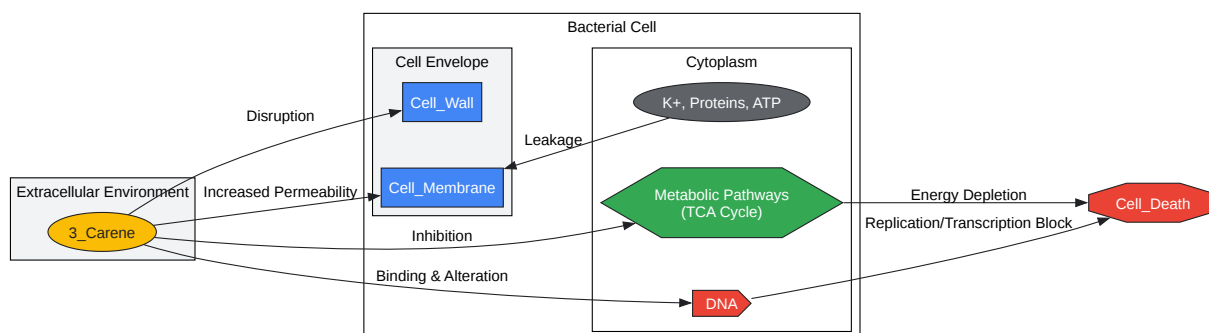 Bacterial Cell
Cell Envelope
Cytoplasm
Cell_Wall
K+, Proteins, ATP
Disruption
Leakage
Extracellular Environment
Increased Permeability
Cell_Membrane
Metabolic Pathways
(TCA Cycle)
Energy Depletion
Cell_Death
Replication/Transcription Block
3_Carene
Inhibition
Binding & Alteration
DNA